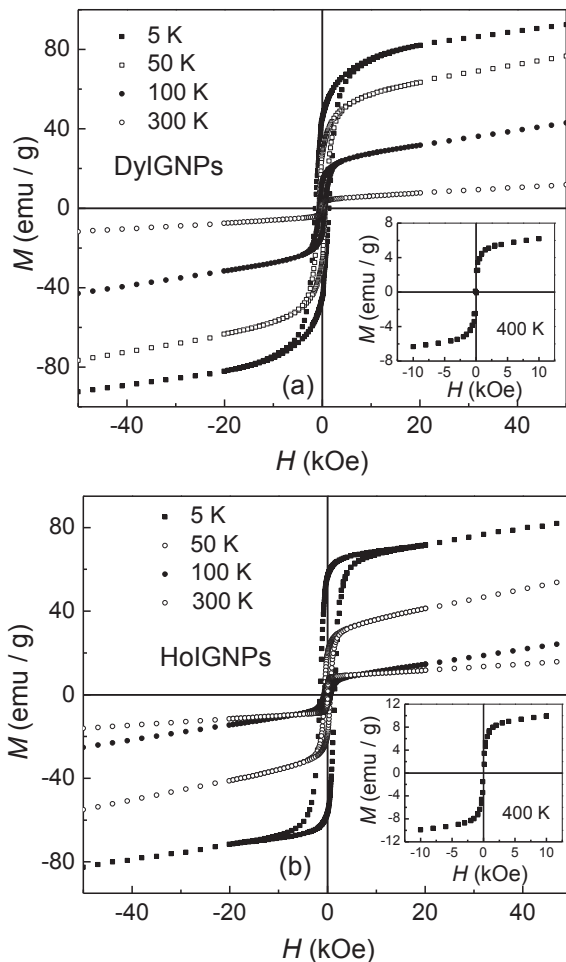 80
40
0
-40
-80
M (emu / g)
5 K
50 K
100 K
300 K
DyIGNPs
(a)
8
4
0
-4
-8
M (emu / g)
400 K
-10
-5
0
5
10
H (kOe)
-40
-20
0
20
40
H (kOe)
80
40
0
-40
-80
M (emu / g)
5 K
50 K
100 K
300 K
HoIGNPs
(b)
12
8
4
0
-4
-8
-12
M (emu / g)
400 K
-10
-5
0
5
10
H (kOe)
-40
-20
0
20
40
H (kOe)